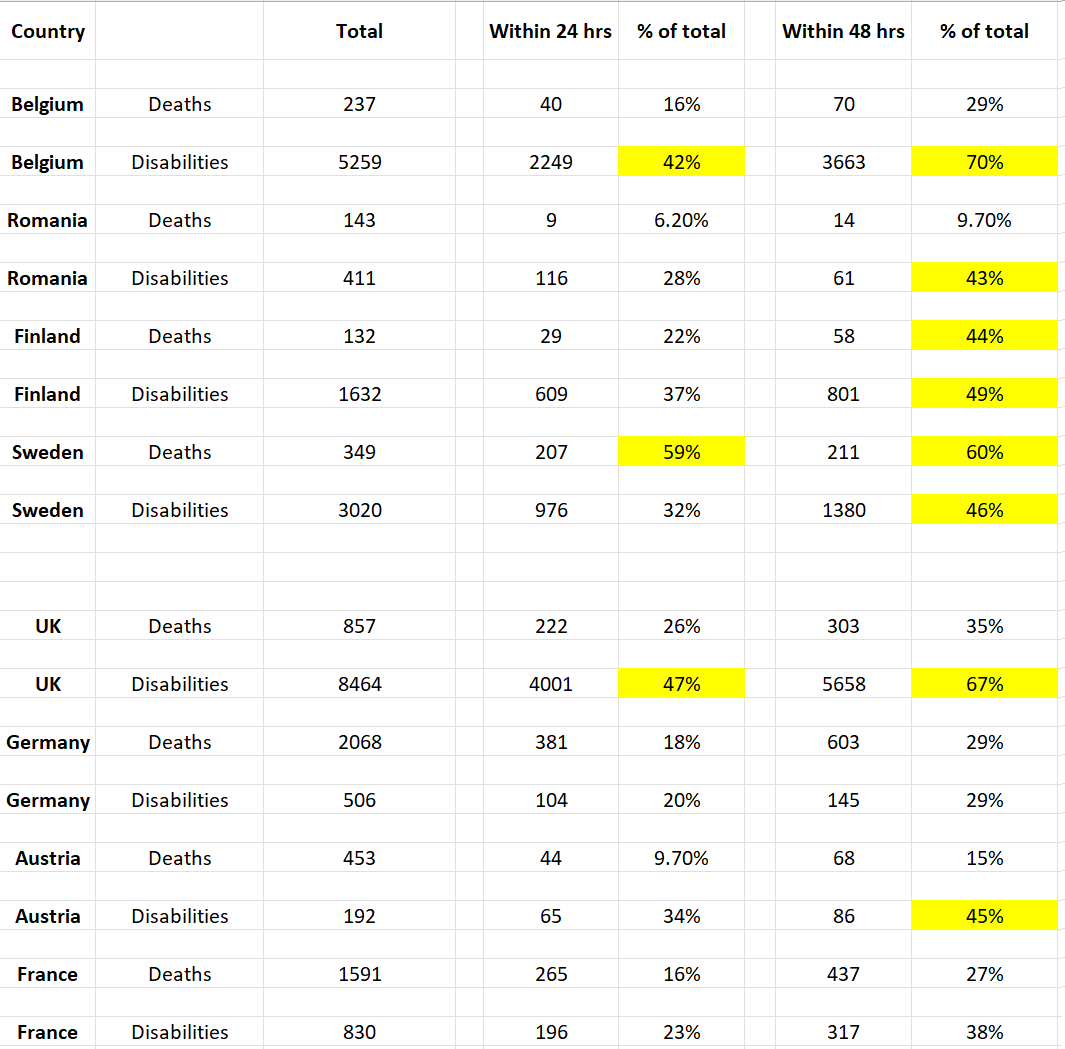 Country Total Within 24 hrs % of total Within 48 hrs % of total
Belgium Deaths 237 40 16% 70 29%
Belgium Disabilities 5259 2249 42% 3663 70%
Romania Deaths 143 9 6.20% 14 9.70%
Romania Disabilities 411 116 28% 61 43%
Finland Deaths 132 29 22% 58 44%
Finland Disabilities 1632 609 37% 801 49%
Sweden Deaths 349 207 59% 211 60%
Sweden Disabilities 3020 976 32% 1380 46%
UK Deaths 857 222 26% 303 35%
UK Disabilities 8464 4001 47% 5658 67%
Germany Deaths 2068 381 18% 603 29%
Germany Disabilities 506 104 20% 145 29%
Austria Deaths 453 44 9.70% 68 15%
Austria Disabilities 192 65 34% 86 45%
France Deaths 1591 265 16% 437 27%
France Disabilities 830 196 23% 317 38%